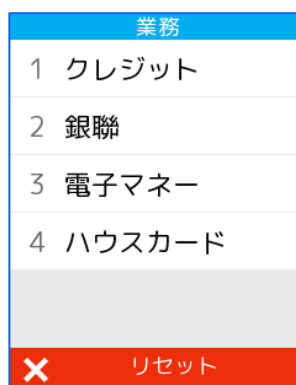 業務
1 クレジット
2 銀聯
3 電子マネー
4 ハウスカード
リセット